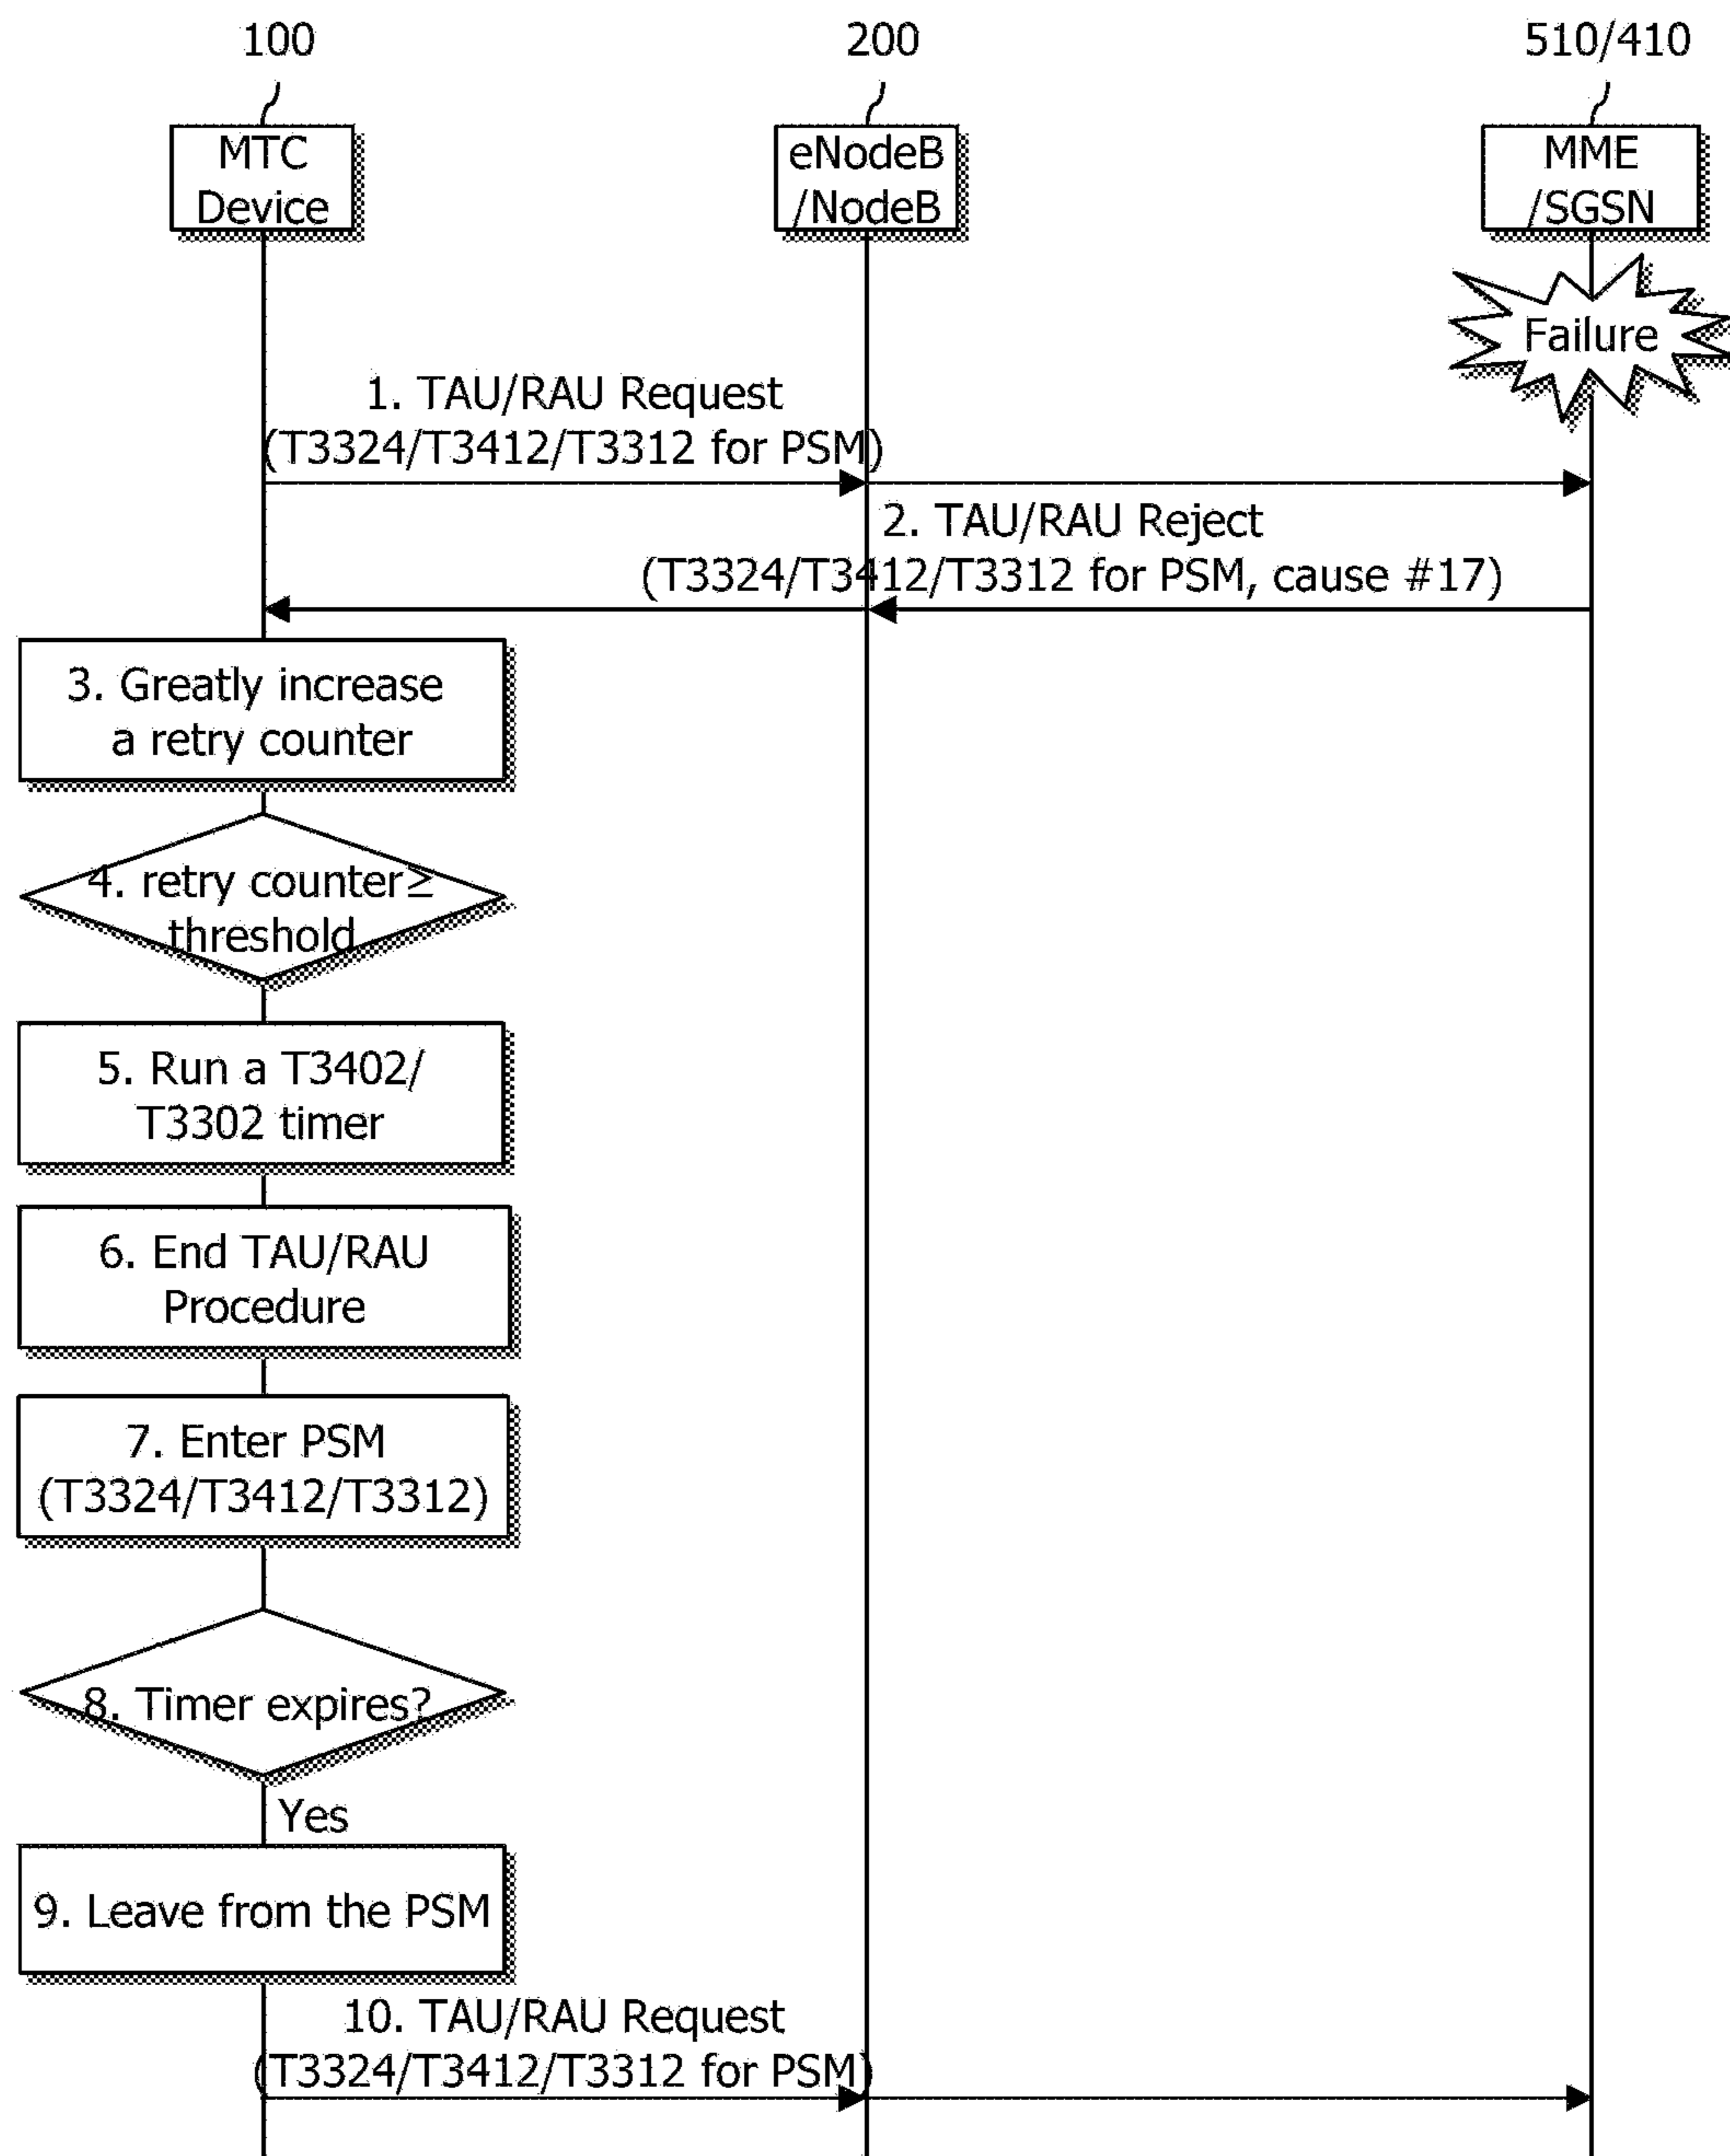 100
200
510/410
MTC
Device
eNodeB
/NodeB
MME
/SGSN
Failure
1. TAU/RAU Request
(T3324/T3412/T3312 for PSM)
2. TAU/RAU Reject
(T3324/T3412/T3312 for PSM, cause #17)
3. Greatly increase
a retry counter
4. retry counter≥
threshold
5. Run a T3402/
T3302 timer
6. End TAU/RAU
Procedure
7. Enter PSM
(T3324/T3412/T3312)
8. Timer expires?
Yes
9. Leave from the PSM
10. TAU/RAU Request
(T3324/T3412/T3312 for PSM)